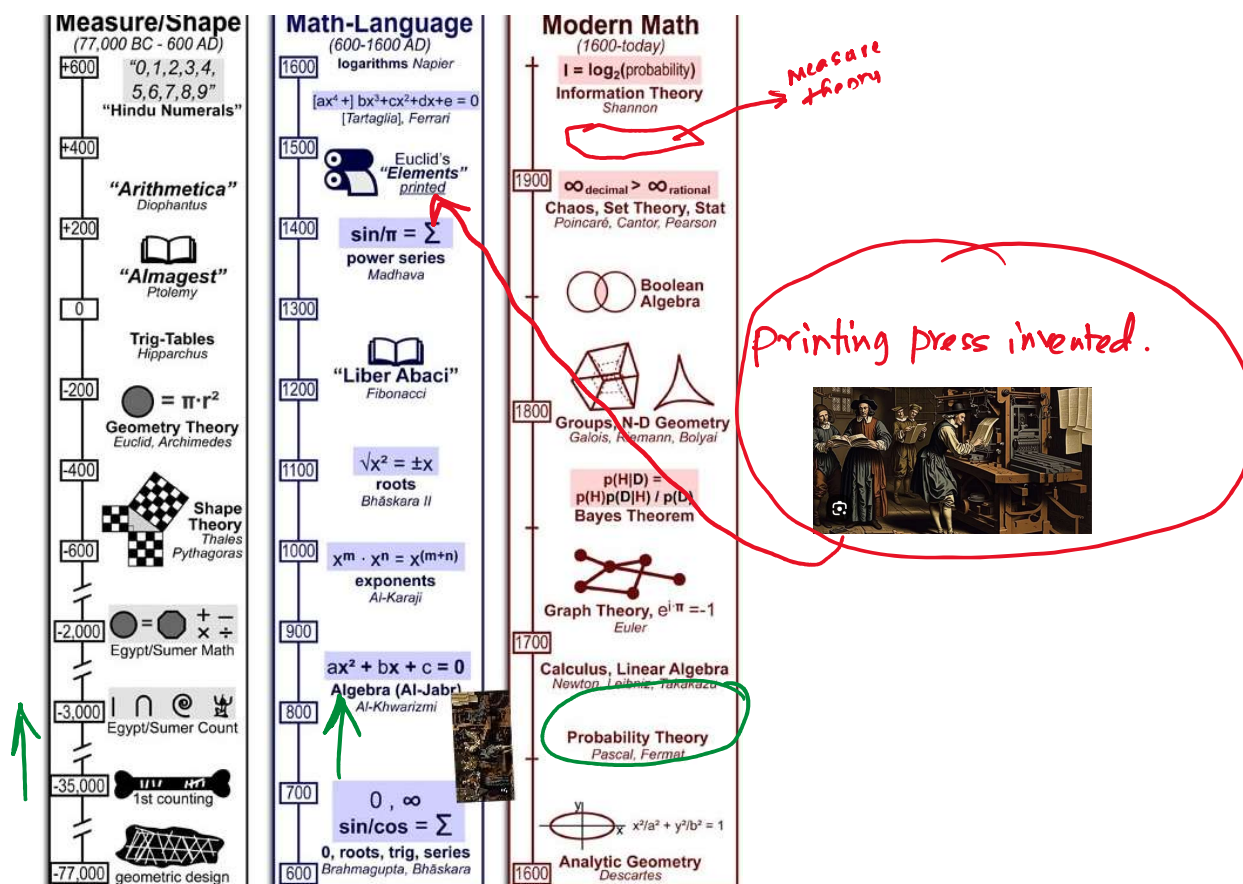 Measure/Shape
(77,000 BC - 600 AD)
+600
"0,1,2,3,4,
5,6,7,8,9"
"Hindu Numerals"
+400
"Arithmetica"
Diophantus
+200
"Almagest"
Ptolemy
0
Trig-Tables
Hipparchus
-200
= π·r²
Geometry Theory
Euclid, Archimedes
-400
Shape
Theory
Thales
Pythagoras
-600
-2,000
= + −
× ÷
Egypt/Sumer Math
-3,000
Egypt/Sumer Count
-35,000
1st counting
-77,000
geometric design
Math-Language
(600-1600 AD)
1600
logarithms Napier
[ax⁴+] bx³+cx²+dx+e = 0
[Tartaglia], Ferrari
1500
Euclid's
"Elements"
printed
1400
sin/π = Σ
power series
Madhava
1300
"Liber Abaci"
Fibonacci
1200
1100
√x² = ±x
roots
Bhāskara II
1000
xᵐ · xⁿ = x⁽ᵐ⁺ⁿ⁾
exponents
Al-Karaji
900
ax² + bx + c = 0
Algebra (Al-Jabr)
Al-Khwarizmi
800
700
0 , ∞
sin/cos = Σ
0, roots, trig, series
600
Brahmagupta, Bhāskara
Modern Math
(1600-today)
I = log₂(probability)
Information Theory
Shannon
1900
∞decimal > ∞rational
Chaos, Set Theory, Stat
Poincaré, Cantor, Pearson
Boolean
Algebra
1800
Groups, N-D Geometry
Galois, Riemann, Bolyai
p(H|D) =
p(H)p(D|H) / p(D)
Bayes Theorem
Graph Theory, eⁱ·π =-1
Euler
1700
Calculus, Linear Algebra
Newton, Leibniz, Takakazu
Probability Theory
Pascal, Fermat
y
x
x²/a² + y²/b² = 1
Analytic Geometry
1600
Descartes
Measure
theory
printing press invented.